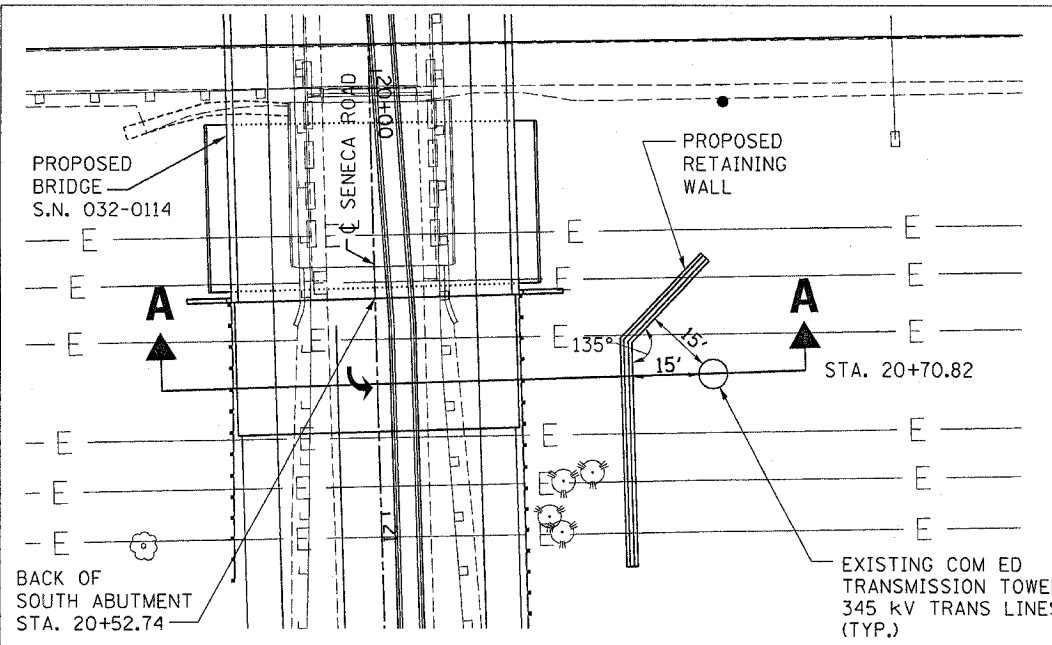 20+00
℄ SENECA ROAD
PROPOSED
BRIDGE
S.N. 032-0114
PROPOSED
RETAINING
WALL
E E E E
E E E E
A A
E E E E
135°
15'
15'
STA. 20+70.82
E E E E
E E E E
E E E E
21
BACK OF
SOUTH ABUTMENT
STA. 20+52.74
EXISTING COM ED
TRANSMISSION TOWE
345 kV TRANS LINES
(TYP.)